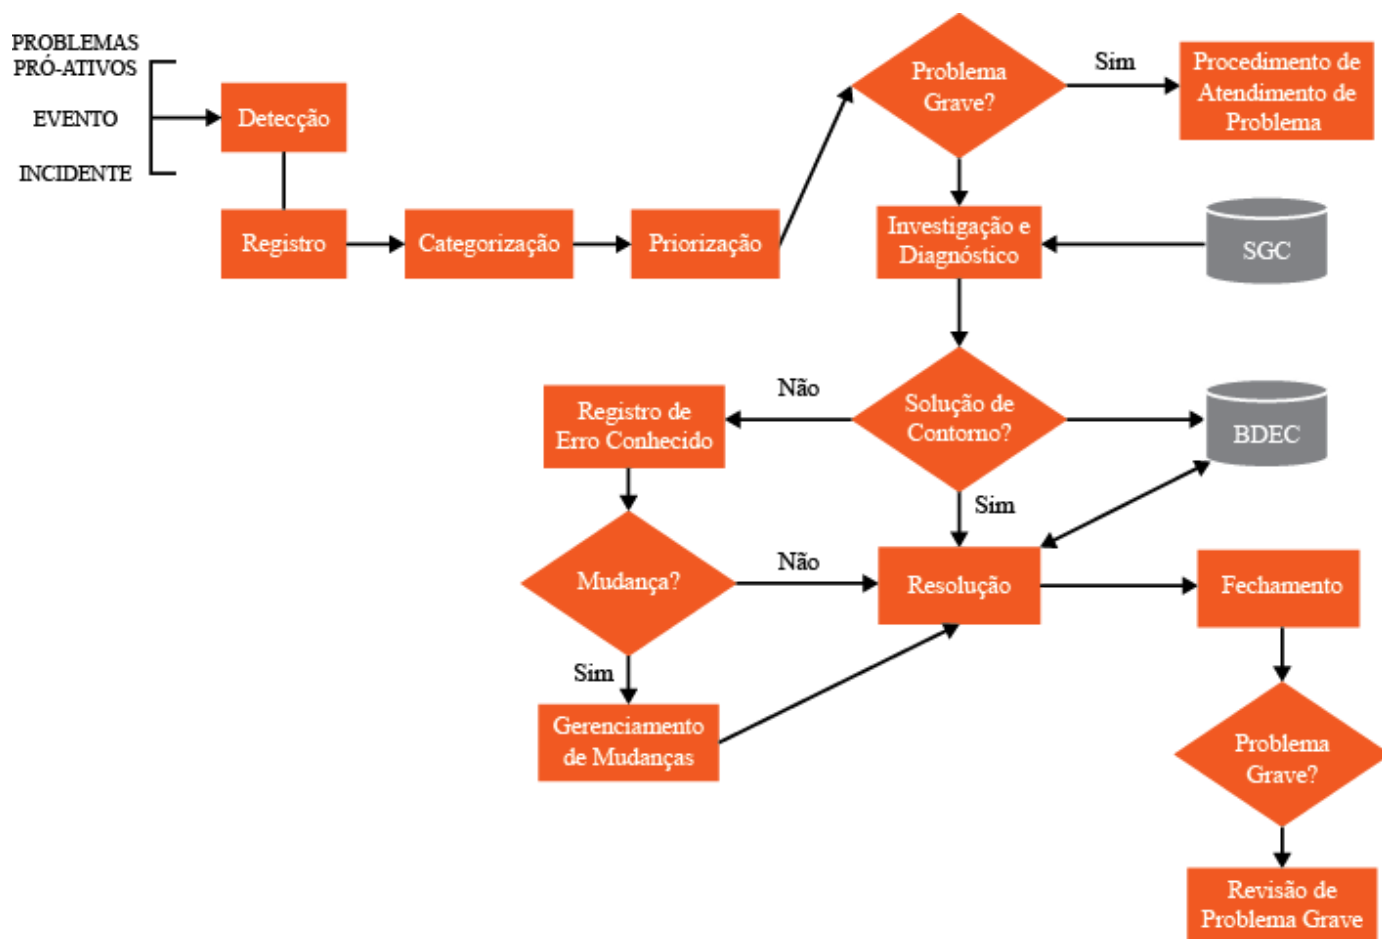 PROBLEMAS
PRÓ-ATIVOS
EVENTO
INCIDENTE
Detecção
Registro
Categorização
Priorização
Problema
Grave?
Sim
Procedimento de
Atendimento de
Problema
Investigação e
Diagnóstico
SGC
Solução de
Contorno?
Não
Registro de
Erro Conhecido
BDEC
Sim
Mudança?
Não
Resolução
Fechamento
Sim
Gerenciamento
de Mudanças
Problema
Grave?
Revisão de
Problema Grave